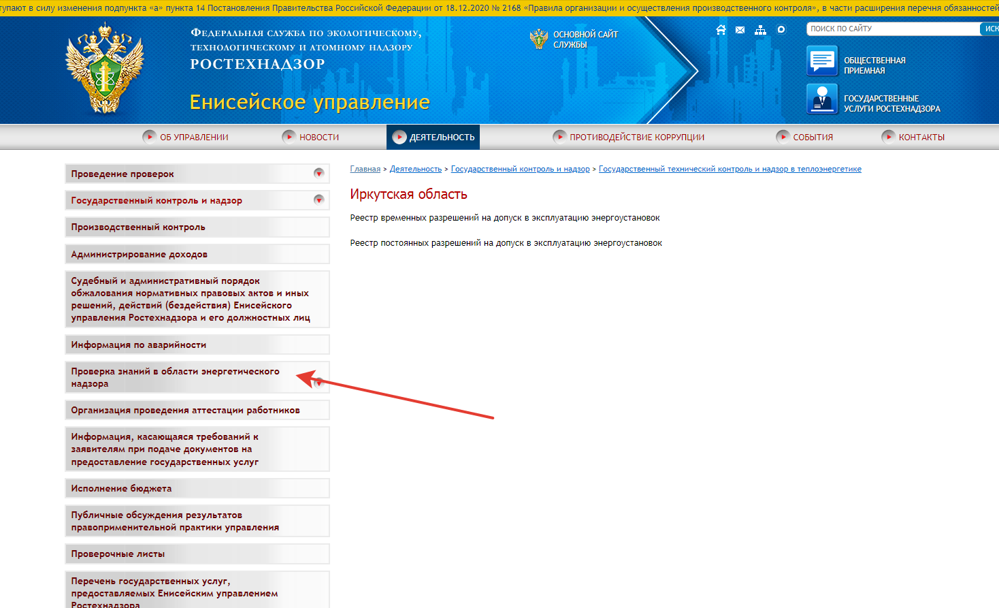 тупают в силу изменения подпункта «а» пункта 14 Постановления Правительства Российской Федерации от 18.12.2020 № 2168 «Правила организации и осуществления производственного контроля», в части расширения перечня обязанностей
Федеральная служба по экологическому,
технологическому и атомному надзору
РОСТЕХНАДЗОР
Енисейское управление
ОСНОВНОЙ САЙТ
СЛУЖБЫ
ПОИСК ПО САЙТУ
ИСК
ОБЩЕСТВЕННАЯ
ПРИЕМНАЯ
ГОСУДАРСТВЕННЫЕ
УСЛУГИ РОСТЕХНАДЗОРА
ОБ УПРАВЛЕНИИ
НОВОСТИ
ДЕЯТЕЛЬНОСТЬ
ПРОТИВОДЕЙСТВИЕ КОРРУПЦИИ
СОБЫТИЯ
КОНТАКТЫ
Проведение проверок
Государственный контроль и надзор
Производственный контроль
Администрирование доходов
Судебный и административный порядок
обжалования нормативных правовых актов и иных
решений, действий (бездействия) Енисейского
управления Ростехнадзора и его должностных лиц
Информация по аварийности
Проверка знаний в области энергетического
надзора
Организация проведения аттестации работников
Информация, касающаяся требований к
заявителям при подаче документов на
предоставление государственных услуг
Исполнение бюджета
Публичные обсуждения результатов
правоприменительной практики управления
Проверочные листы
Перечень государственных услуг,
предоставляемых Енисейским управлением
Ростехнадзора
Главная > Деятельность > Государственный контроль и надзор > Государственный технический контроль и надзор в теплоэнергетике
Иркутская область
Реестр временных разрешений на допуск в эксплуатацию энергоустановок
Реестр постоянных разрешений на допуск в эксплуатацию энергоустановок